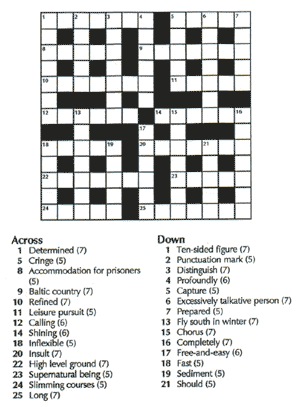 1 2 3 4 5 6 7
8 9
10 11
12 13 14 15 16
17
18 19 20 21
22 23
24 25
Across
1 Determined (7)
5 Cringe (5)
8 Accommodation for prisoners
(5)
9 Baltic country (7)
10 Refined (7)
11 Leisure pursuit (5)
12 Calling (6)
14 Shining (6)
18 Inflexible (5)
20 Insult (7)
22 High level ground (7)
23 Supernatural being (5)
24 Slimming courses (5)
25 Long (7)
Down
1 Ten-sided figure (7)
2 Punctuation mark (5)
3 Distinguish (7)
4 Profoundly (6)
5 Capture (5)
6 Excessively talkative person (7)
7 Prepared (5)
13 Fly south in winter (7)
15 Chorus (7)
16 Completely (7)
17 Free-and-easy (6)
18 Fast (5)
19 Sediment (5)
21 Should (5)